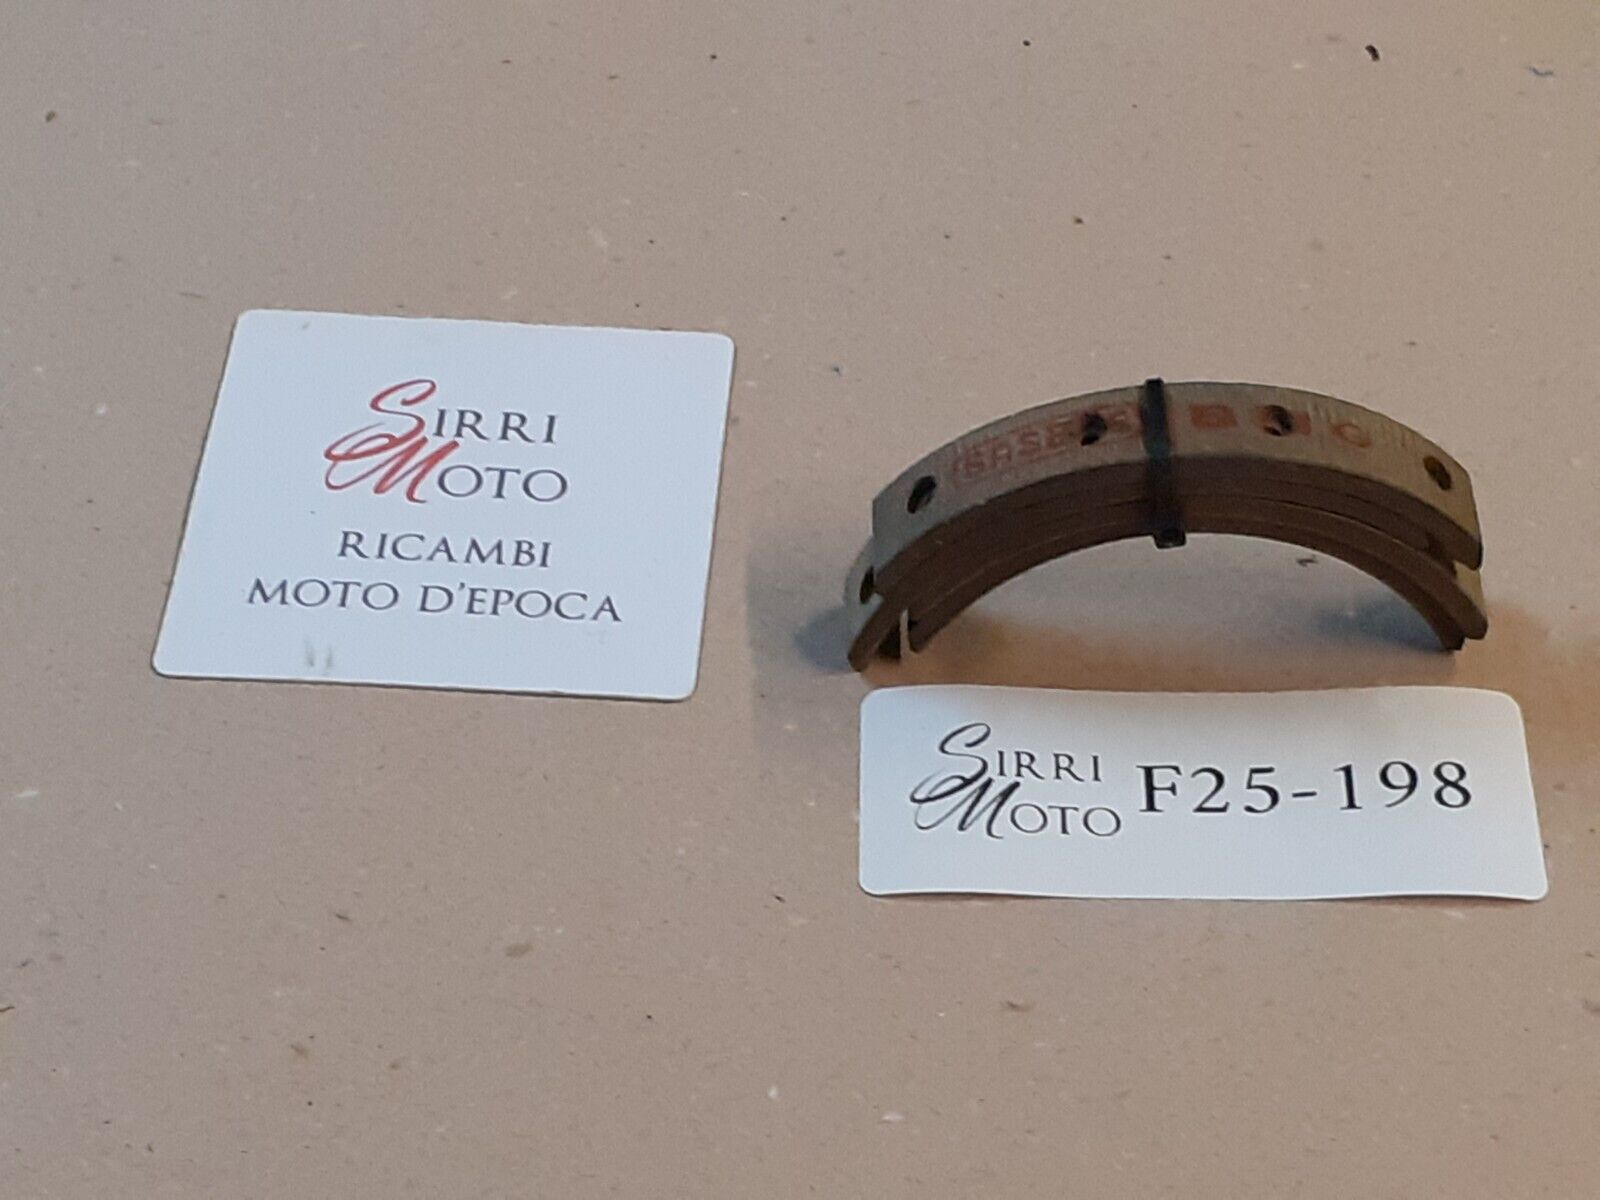 SIRRI
MOTO
RICAMBI
MOTO D'EPOCA
SIRRI
MOTO
F25-198